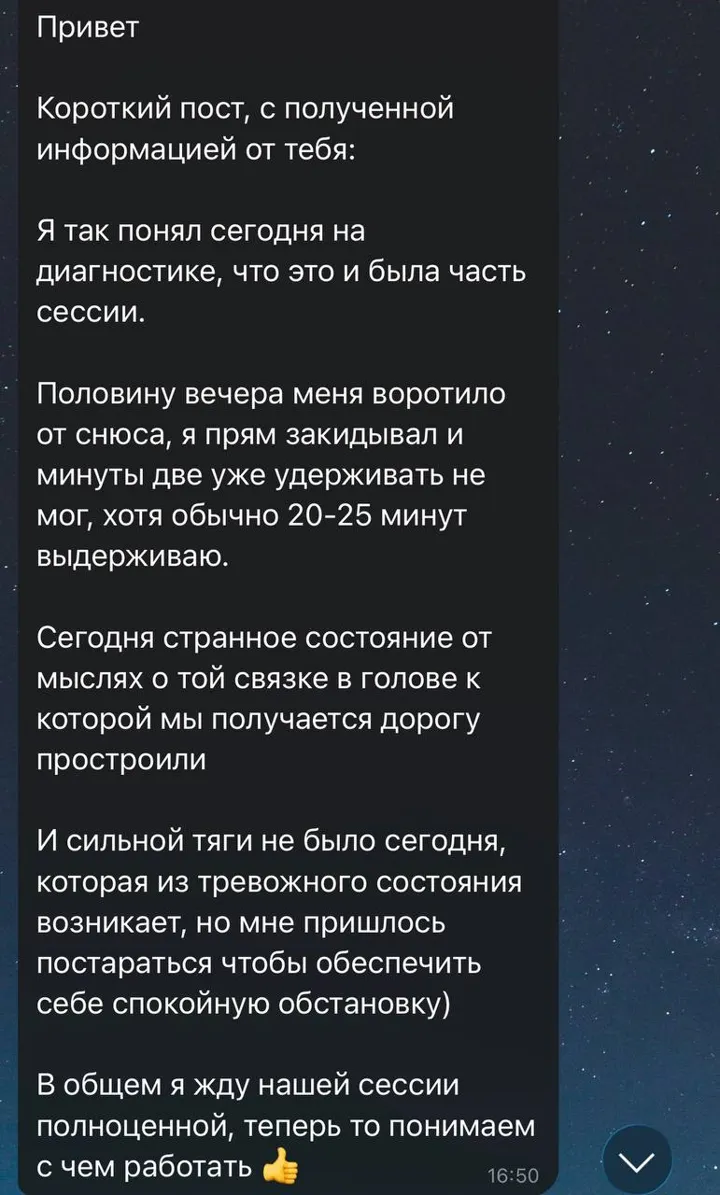 Привет
Короткий пост, с полученной
информацией от тебя:
Я так понял сегодня на
диагностике, что это и была часть
сессии.
Половину вечера меня воротило
от снюса, я прям закидывал и
минуты две уже удерживать не
мог, хотя обычно 20-25 минут
выдерживаю.
Сегодня странное состояние от
мыслях о той связке в голове к
которой мы получается дорогу
простроили
И сильной тяги не было сегодня,
которая из тревожного состояния
возникает, но мне пришлось
постараться чтобы обеспечить
себе спокойную обстановку)
В общем я жду нашей сессии
полноценной, теперь то понимаем
с чем работать 👍
16:50